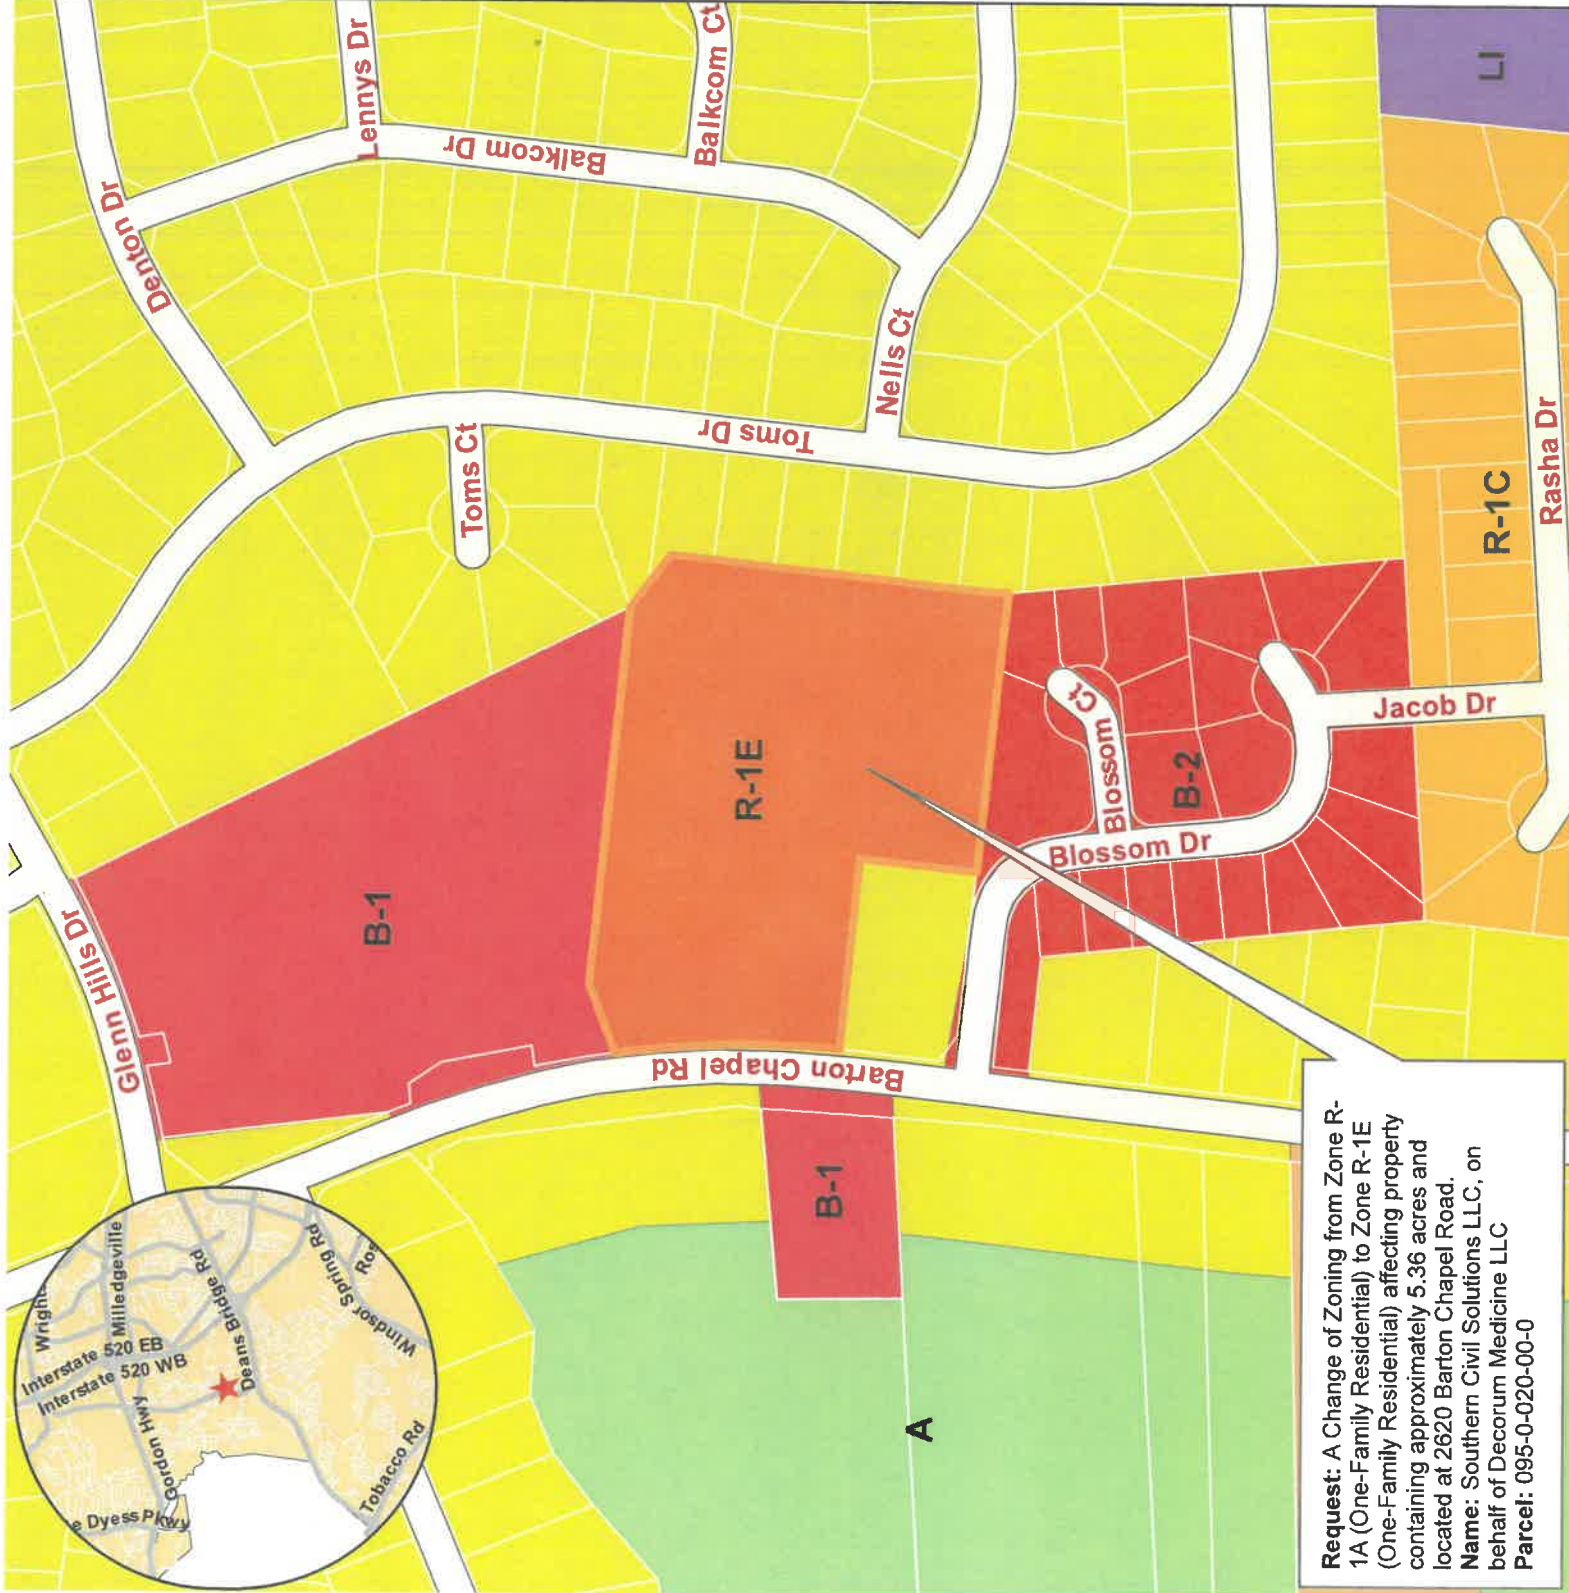 Glenn Hills Dr
Denton Dr
Lennys Dr
Balkcom Dr
Balkcom Ct
Toms Ct
Toms Dr
Nells Ct
B-1
R-1E
Barton Chapel Rd
B-1
Blossom Ct
Blossom Dr
B-2
Jacob Dr
R-1C
Rasha Dr
LI
A
Interstate 520 EB
Interstate 520 WB
Milledgeville
Gordon Hwy
Deans Bridge Rd
Windsor Spring Rd
Tobacco Rd
e Dyess Pkwy
Wright
Ros
Request: A Change of Zoning from Zone R-
1A (One-Family Residential) to Zone R-1E
(One-Family Residential) affecting property
containing approximately 5.36 acres and
located at 2620 Barton Chapel Road.
Name: Southern Civil Solutions LLC, on
behalf of Decorum Medicine LLC
Parcel: 095-0-020-00-0